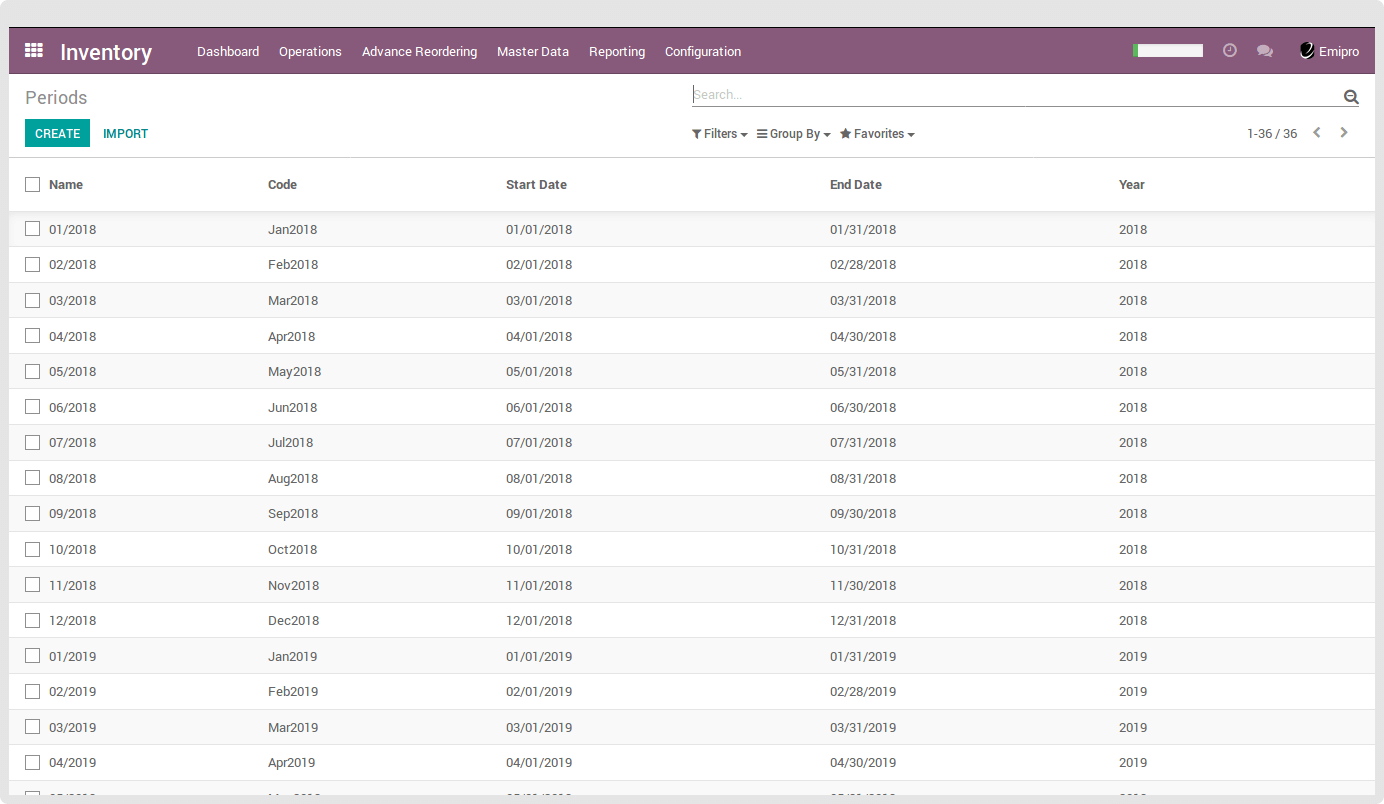 Inventory Dashboard Operations Advance Reordering Master Data Reporting Configuration Emipro
Periods Search...
CREATE IMPORT Filters Group By Favorites 1-36 / 36
Name Code Start Date End Date Year
01/2018 Jan2018 01/01/2018 01/31/2018 2018
02/2018 Feb2018 02/01/2018 02/28/2018 2018
03/2018 Mar2018 03/01/2018 03/31/2018 2018
04/2018 Apr2018 04/01/2018 04/30/2018 2018
05/2018 May2018 05/01/2018 05/31/2018 2018
06/2018 Jun2018 06/01/2018 06/30/2018 2018
07/2018 Jul2018 07/01/2018 07/31/2018 2018
08/2018 Aug2018 08/01/2018 08/31/2018 2018
09/2018 Sep2018 09/01/2018 09/30/2018 2018
10/2018 Oct2018 10/01/2018 10/31/2018 2018
11/2018 Nov2018 11/01/2018 11/30/2018 2018
12/2018 Dec2018 12/01/2018 12/31/2018 2018
01/2019 Jan2019 01/01/2019 01/31/2019 2019
02/2019 Feb2019 02/01/2019 02/28/2019 2019
03/2019 Mar2019 03/01/2019 03/31/2019 2019
04/2019 Apr2019 04/01/2019 04/30/2019 2019